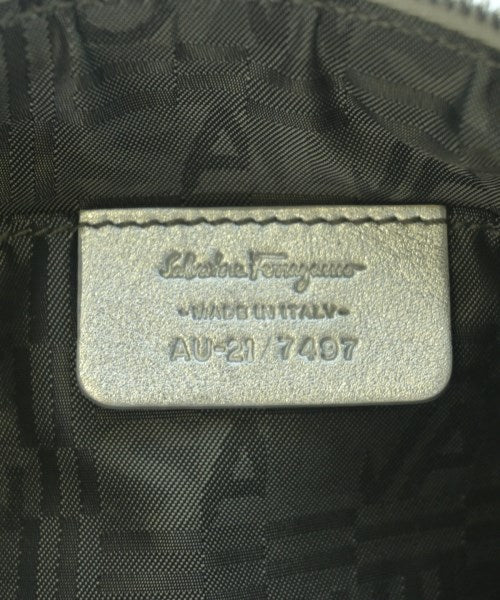 Salvatore Ferragamo
-MADE IN ITALY-
AU-21/7497